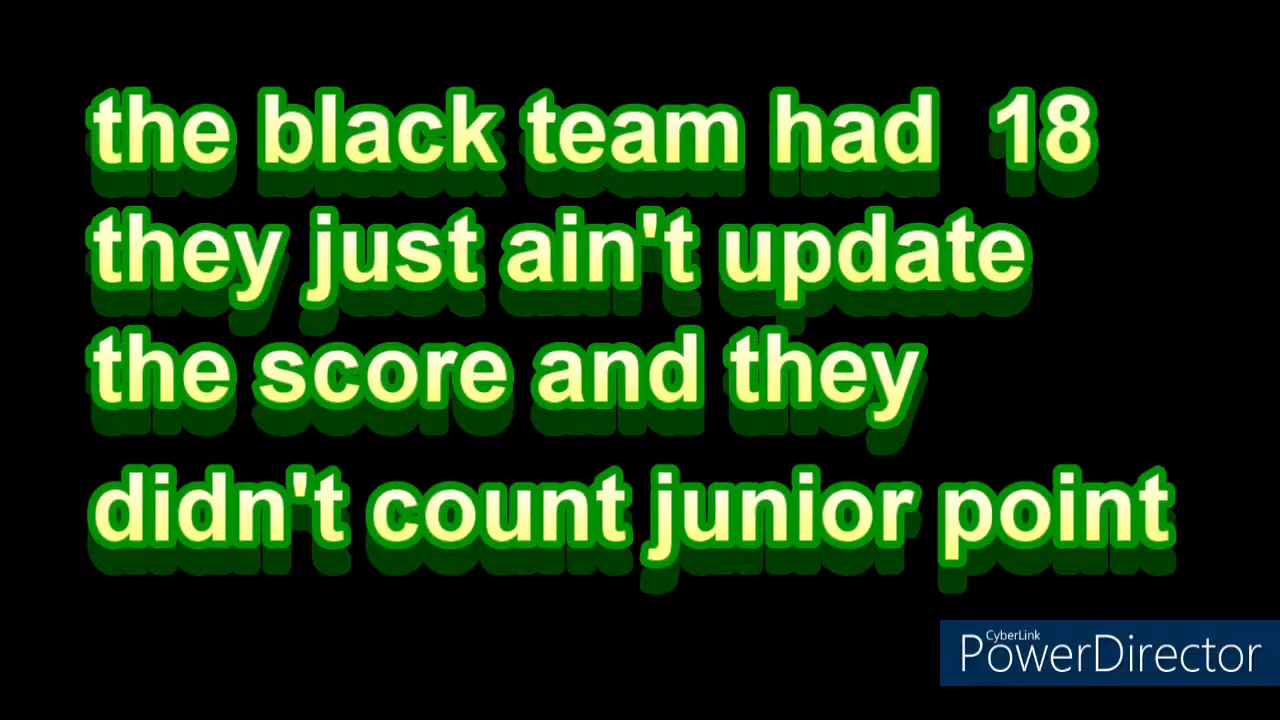 the black team had  18
they just ain't update
the score and they
didn't count junior point
CyberLink
PowerDirector